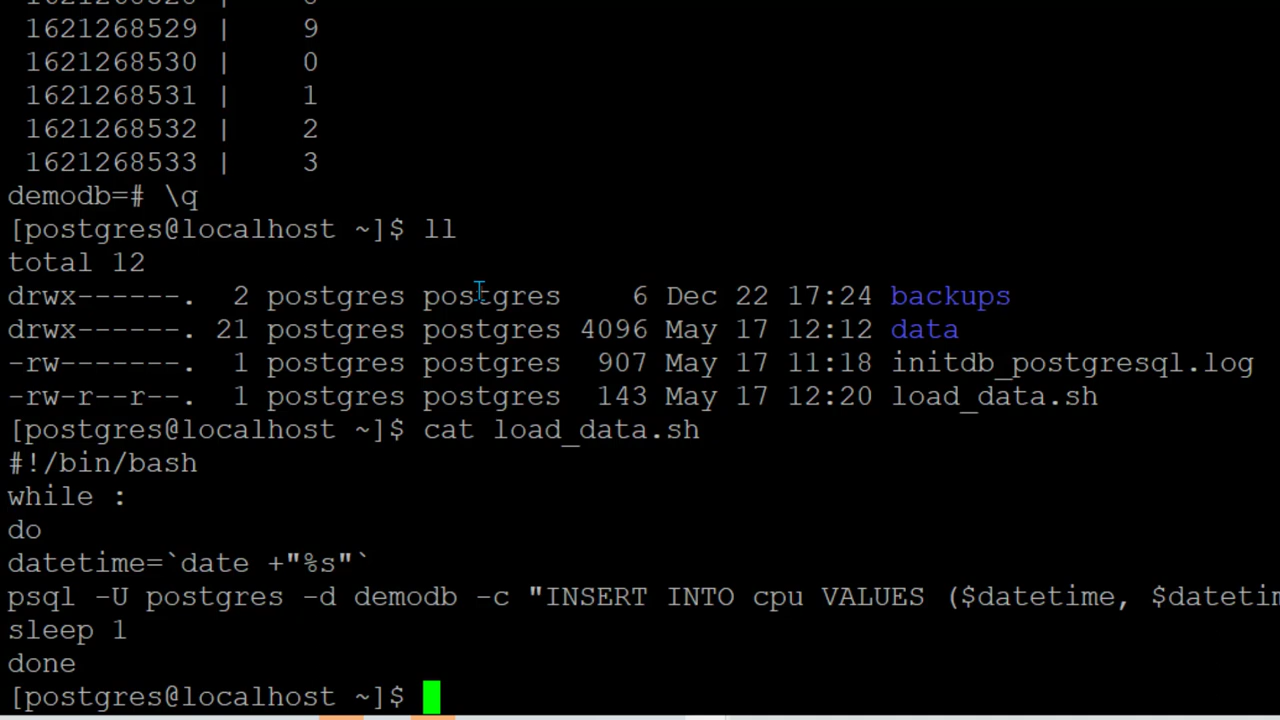 1621268529 | 9
1621268530 | 0
1621268531 | 1
1621268532 | 2
1621268533 | 3
demodb=# \q
[postgres@localhost ~]$ ll
total 12
drwx------. 2 postgres postgres 6 Dec 22 17:24 backups
drwx------. 21 postgres postgres 4096 May 17 12:12 data
-rw-------. 1 postgres postgres 907 May 17 11:18 initdb_postgresql.log
-rw-r--r--. 1 postgres postgres 143 May 17 12:20 load_data.sh
[postgres@localhost ~]$ cat load_data.sh
#!/bin/bash
while :
do
datetime=`date +"%s"`
psql -U postgres -d demodb -c "INSERT INTO cpu VALUES ($datetime, $datetim
sleep 1
done
[postgres@localhost ~]$